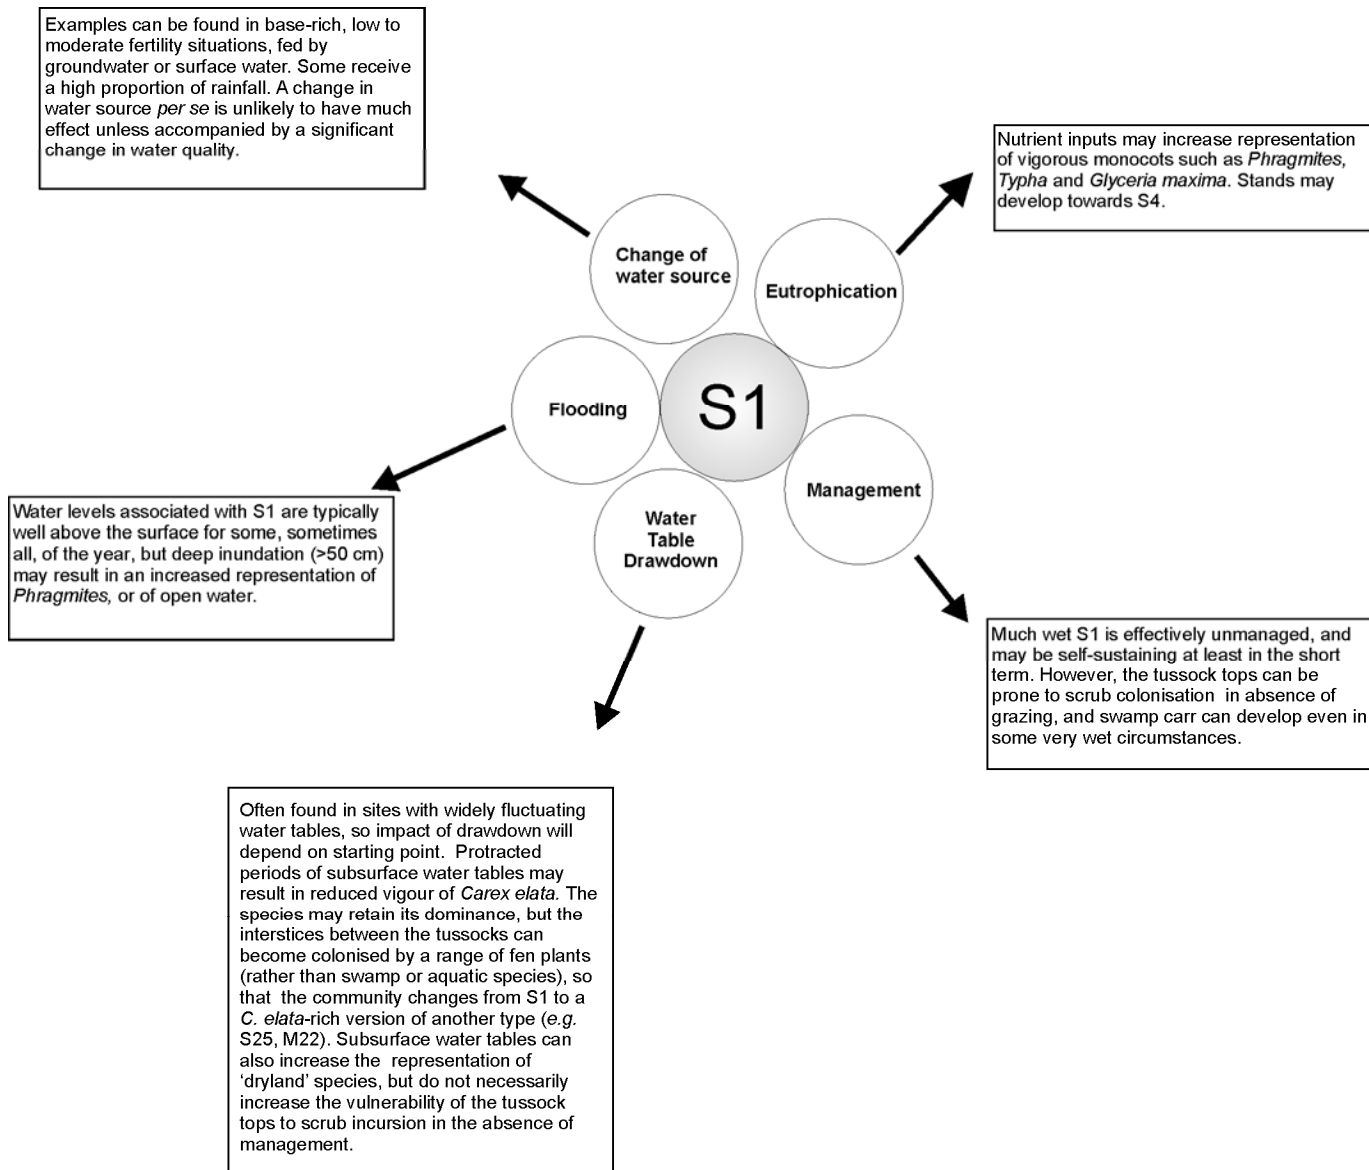 Examples can be found in base-rich, low to
moderate fertility situations, fed by
groundwater or surface water. Some receive
a high proportion of rainfall. A change in
water source per se is unlikely to have much
effect unless accompanied by a significant
change in water quality.
Nutrient inputs may increase representation
of vigorous monocots such as Phragmites,
Typha and Glyceria maxima. Stands may
develop towards S4.
Change of
water source
Eutrophication
Flooding
S1
Management
Water
Table
Drawdown
Water levels associated with S1 are typically
well above the surface for some, sometimes
all, of the year, but deep inundation (>50 cm)
may result in an increased representation of
Phragmites, or of open water.
Much wet S1 is effectively unmanaged, and
may be self-sustaining at least in the short
term. However, the tussock tops can be
prone to scrub colonisation in absence of
grazing, and swamp carr can develop even in
some very wet circumstances.
Often found in sites with widely fluctuating
water tables, so impact of drawdown will
depend on starting point. Protracted
periods of subsurface water tables may
result in reduced vigour of Carex elata. The
species may retain its dominance, but the
interstices between the tussocks can
become colonised by a range of fen plants
(rather than swamp or aquatic species), so
that the community changes from S1 to a
C. elata-rich version of another type (e.g.
S25, M22). Subsurface water tables can
also increase the representation of
‘dryland’ species, but do not necessarily
increase the vulnerability of the tussock
tops to scrub incursion in the absence of
management.